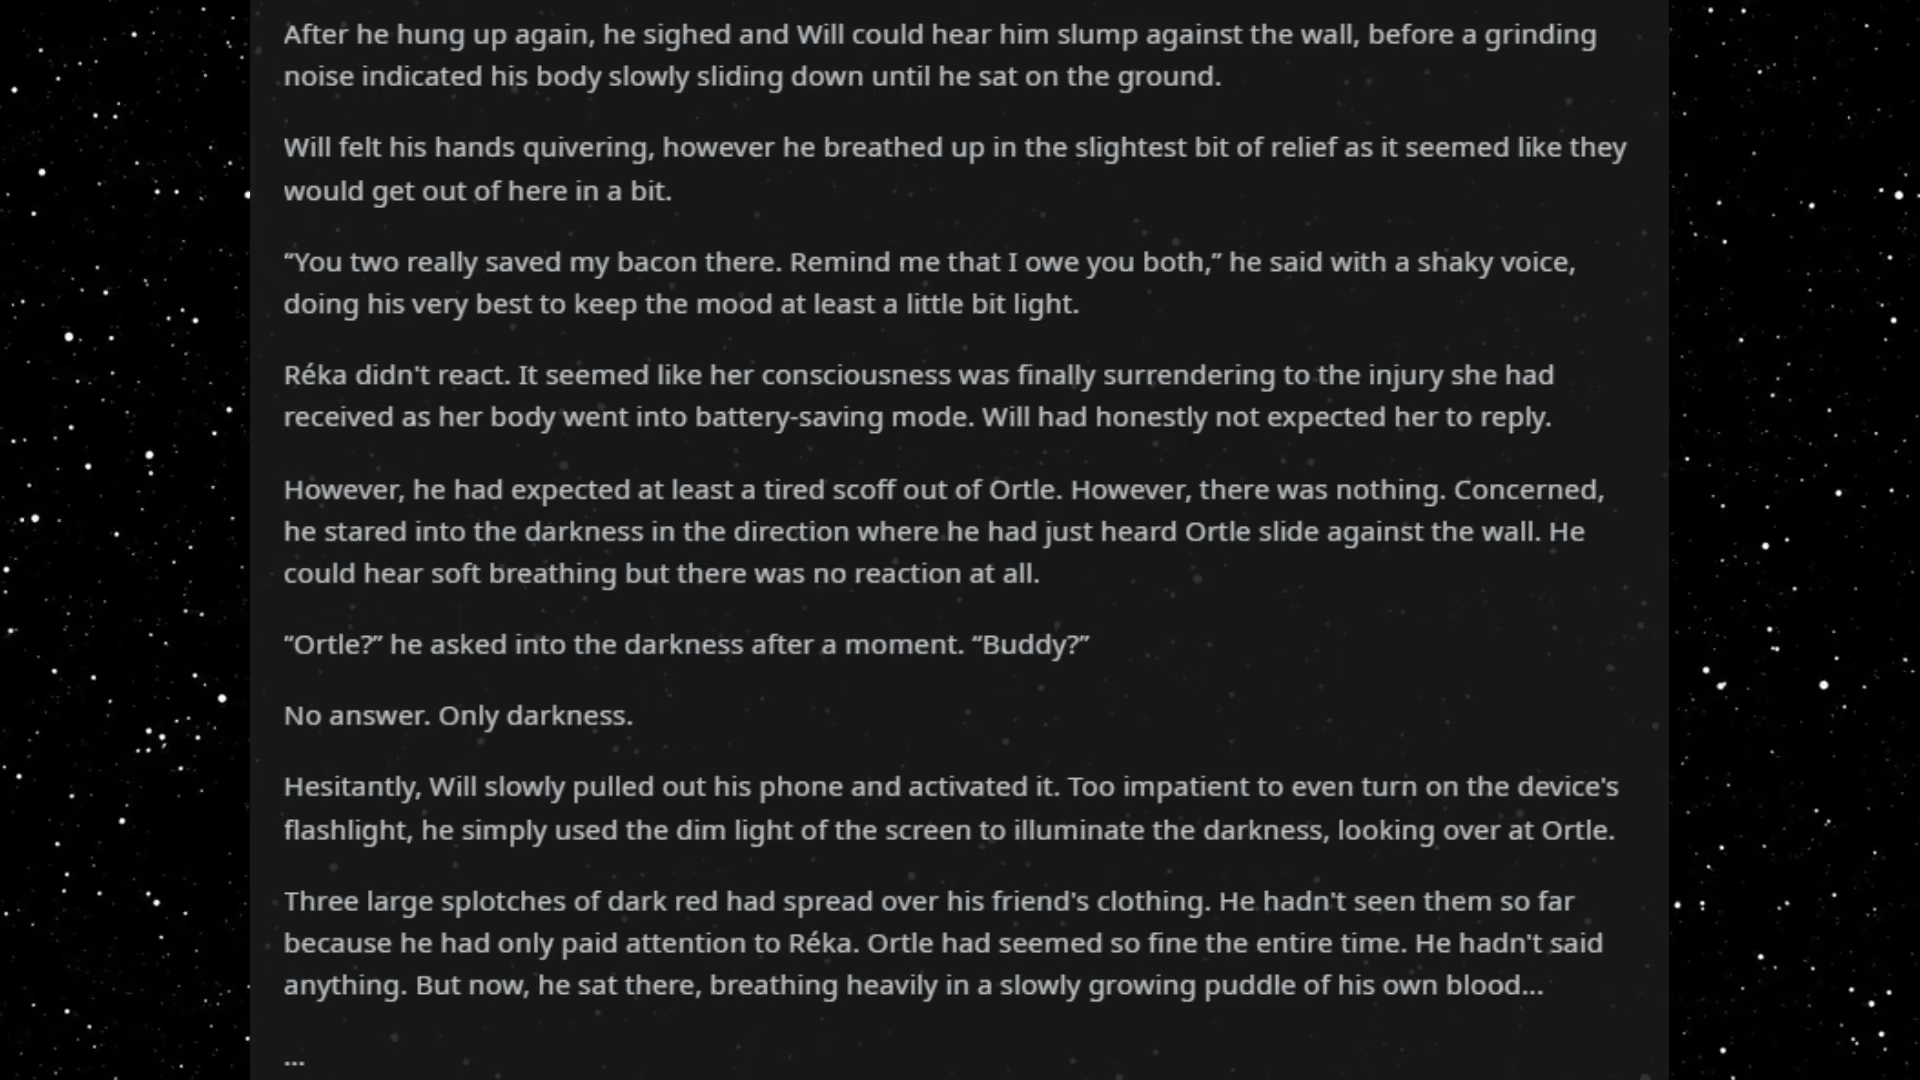 After he hung up again, he sighed and Will could hear him slump against the wall, before a grinding
noise indicated his body slowly sliding down until he sat on the ground.
Will felt his hands quivering, however he breathed up in the slightest bit of relief as it seemed like they
would get out of here in a bit.
“You two really saved my bacon there. Remind me that I owe you both,” he said with a shaky voice,
doing his very best to keep the mood at least a little bit light.
Réka didn't react. It seemed like her consciousness was finally surrendering to the injury she had
received as her body went into battery-saving mode. Will had honestly not expected her to reply.
However, he had expected at least a tired scoff out of Ortle. However, there was nothing. Concerned,
he stared into the darkness in the direction where he had just heard Ortle slide against the wall. He
could hear soft breathing but there was no reaction at all.
“Ortle?” he asked into the darkness after a moment. “Buddy?”
No answer. Only darkness.
Hesitantly, Will slowly pulled out his phone and activated it. Too impatient to even turn on the device's
flashlight, he simply used the dim light of the screen to illuminate the darkness, looking over at Ortle.
Three large splotches of dark red had spread over his friend's clothing. He hadn't seen them so far
because he had only paid attention to Réka. Ortle had seemed so fine the entire time. He hadn't said
anything. But now, he sat there, breathing heavily in a slowly growing puddle of his own blood…
…